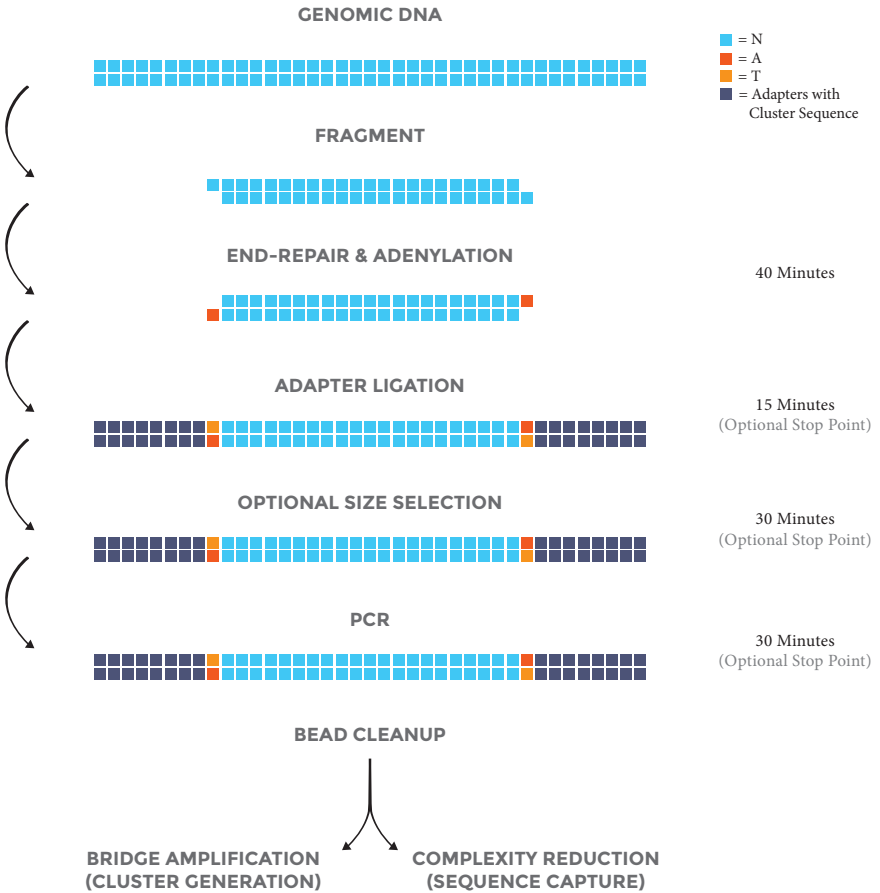 GENOMIC DNA
= N
= A
= T
= Adapters with
Cluster Sequence
FRAGMENT
END-REPAIR & ADENYLATION
40 Minutes
ADAPTER LIGATION
15 Minutes
(Optional Stop Point)
OPTIONAL SIZE SELECTION
30 Minutes
(Optional Stop Point)
PCR
30 Minutes
(Optional Stop Point)
BEAD CLEANUP
BRIDGE AMPLIFICATION
(CLUSTER GENERATION)
COMPLEXITY REDUCTION
(SEQUENCE CAPTURE)